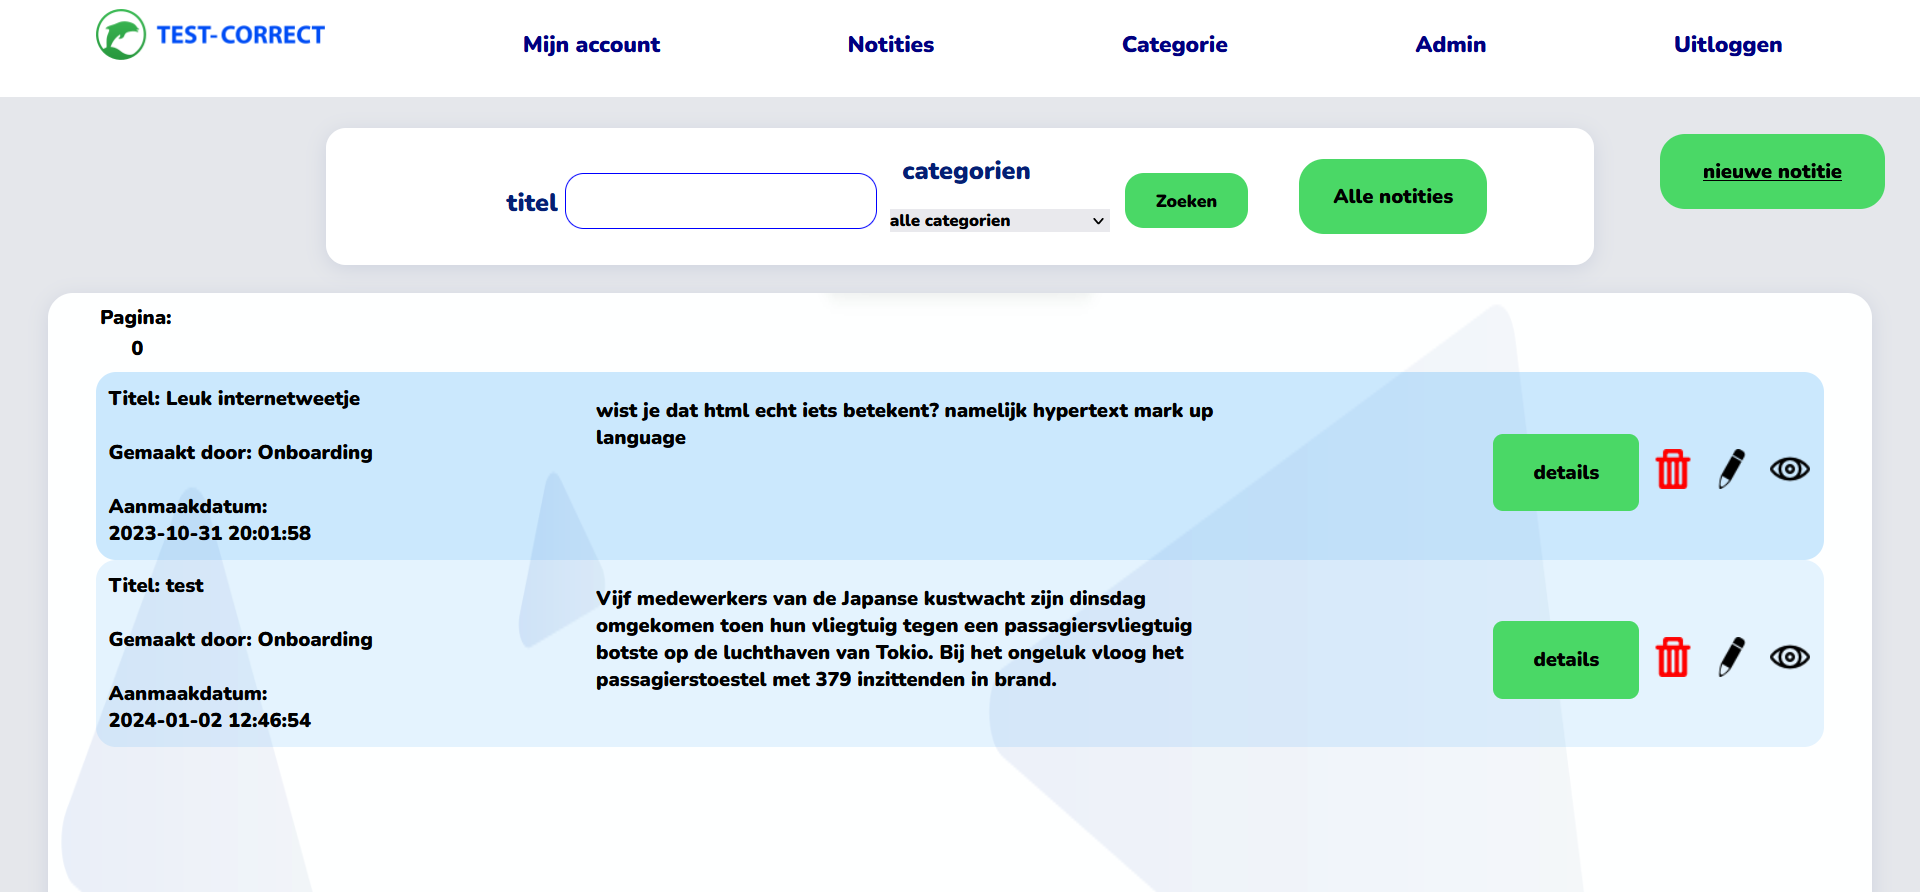 TEST-CORRECT
Mijn account
Notities
Categorie
Admin
Uitloggen
titel
categorien
alle categorien
Zoeken
Alle notities
nieuwe notitie
Pagina:
0
Titel: Leuk internetweetje
Gemaakt door: Onboarding
Aanmaakdatum:
2023-10-31 20:01:58
wist je dat html echt iets betekent? namelijk hypertext mark up
language
details
Titel: test
Gemaakt door: Onboarding
Aanmaakdatum:
2024-01-02 12:46:54
Vijf medewerkers van de Japanse kustwacht zijn dinsdag
omgekomen toen hun vliegtuig tegen een passagiersvliegtuig
botste op de luchthaven van Tokio. Bij het ongeluk vloog het
passagierstoestel met 379 inzittenden in brand.
details